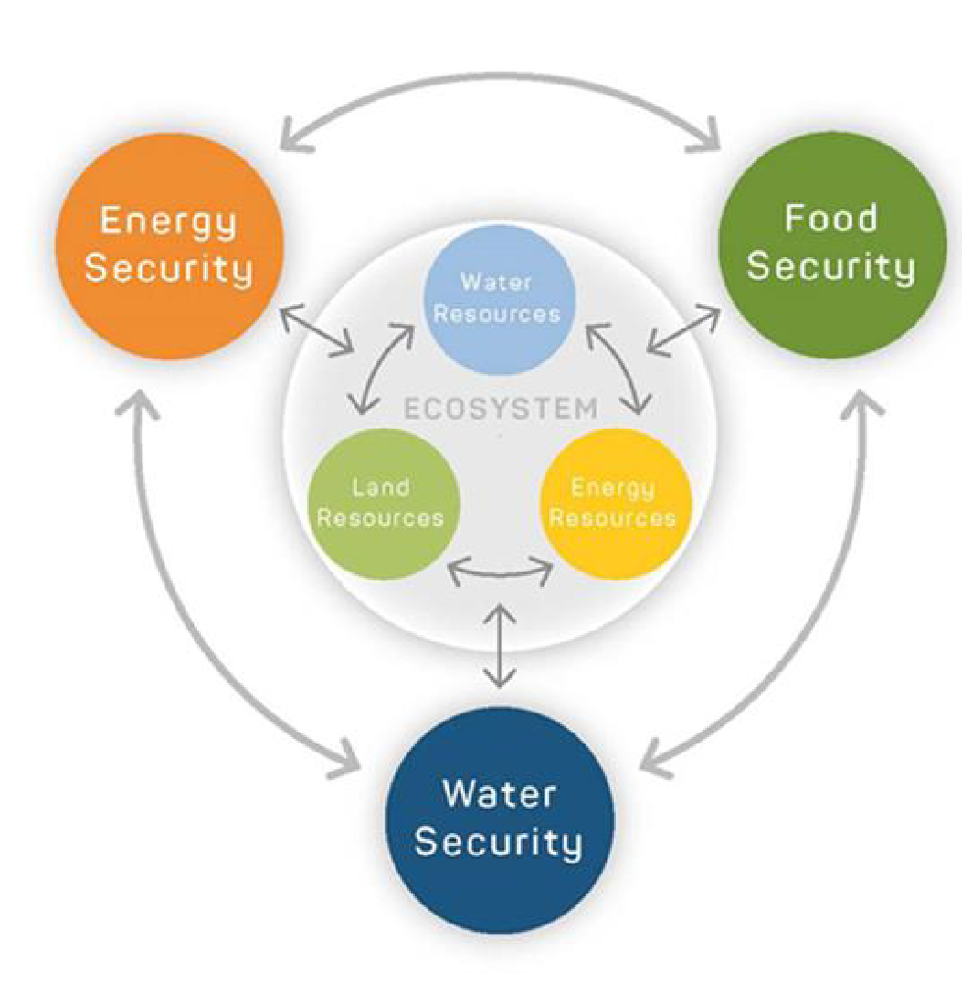 Energy
Security
Food
Security
Water
Resources
ECOSYSTEM
Land
Resources
Energy
Resources
Water
Security